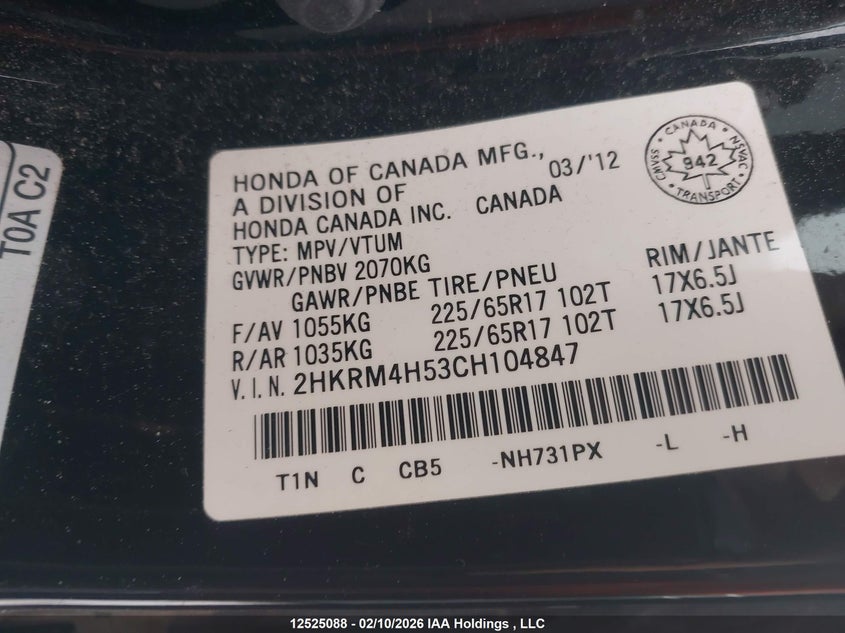 T0A C2
HONDA OF CANADA MFG., 03/'12
A DIVISION OF
HONDA CANADA INC. CANADA
TYPE: MPV/VTUM
GVWR/PNBV 2070KG
GAWR/PNBE TIRE/PNEU RIM/JANTE
F/AV 1055KG 225/65R17 102T 17X6.5J
R/AR 1035KG 225/65R17 102T 17X6.5J
V.I.N. 2HKRM4H53CH104847
T1N C CB5 -NH731PX -L -H
CANADA
CMVSS 942 NSVAC
TRANSPORT
12525088 - 02/10/2026 IAA Holdings , LLC